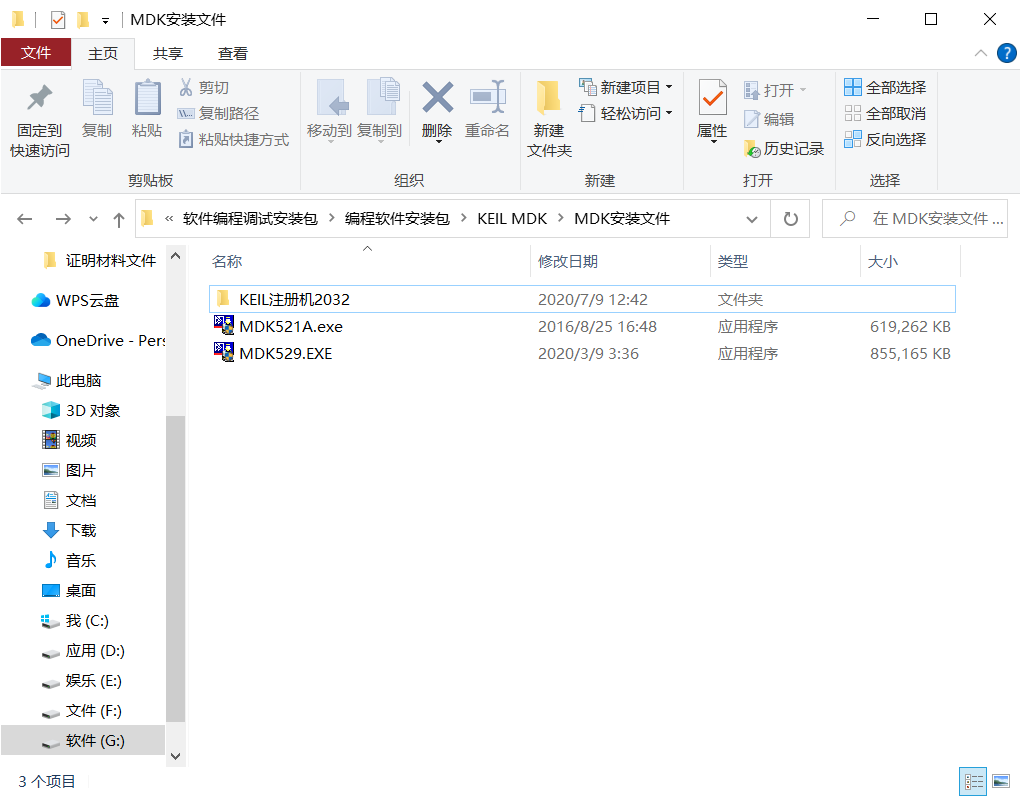 MDK安装文件
文件 主页 共享 查看
固定到 快速访问 复制 粘贴 剪切
复制路径
粘贴快捷方式
移动到 复制到 删除 重命名
新建 文件夹 新建项目
轻松访问
属性 打开
编辑
历史记录
全部选择
全部取消
反向选择
剪贴板 组织 新建 打开 选择
« 软件编程调试安装包 > 编程软件安装包 > KEIL MDK > MDK安装文件 在 MDK安装文件 ...
证明材料文件
WPS云盘
OneDrive - Pers
此电脑
3D 对象
视频
图片
文档
下载
音乐
桌面
我 (C:)
应用 (D:)
娱乐 (E:)
文件 (F:)
软件 (G:)
名称 修改日期 类型 大小
KEIL注册机2032 2020/7/9 12:42 文件夹
MDK521A.exe 2016/8/25 16:48 应用程序 619,262 KB
MDK529.EXE 2020/3/9 3:36 应用程序 855,165 KB
3 个项目